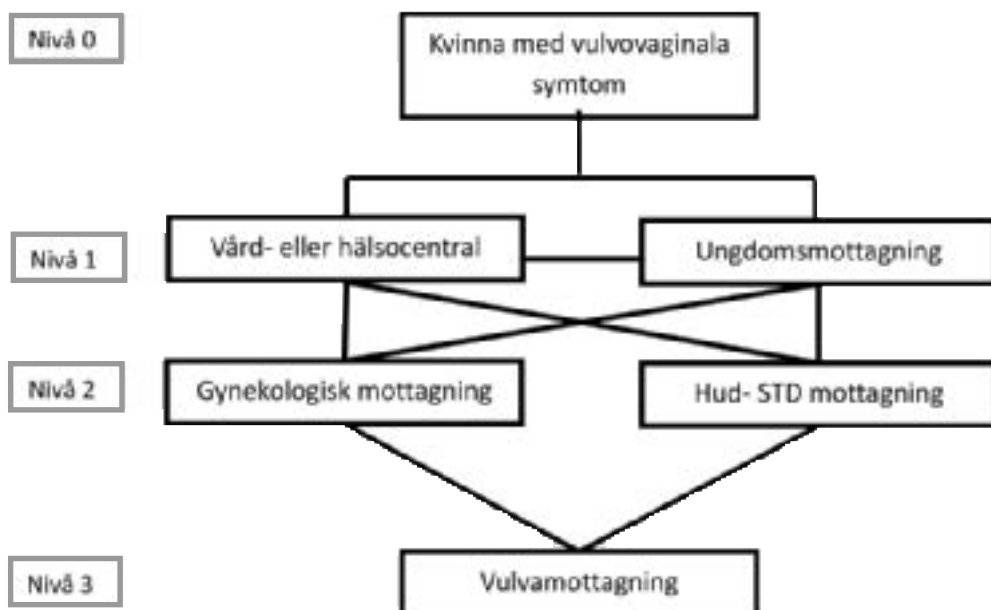 Nivå 0
Kvinna med vulvovaginala
symtom
Nivå 1
Vård- eller hälsocentral
Ungdomsmottagning
Nivå 2
Gynekologisk mottagning
Hud- STD mottagning
Nivå 3
Vulvamottagning